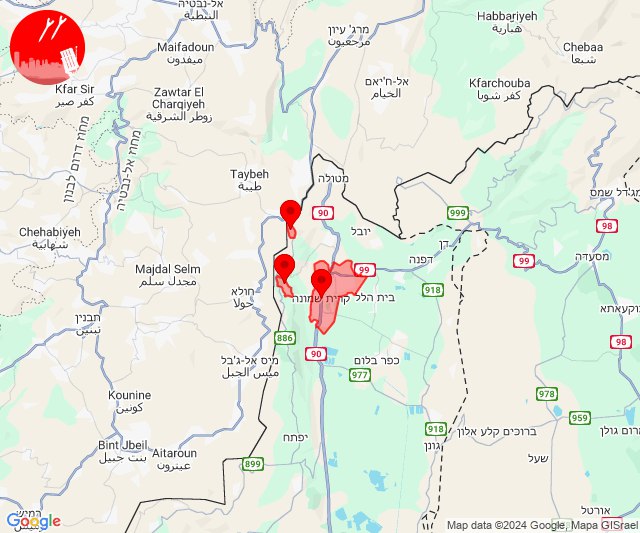 אל-נבטיה
النبطية
מרג' עיון
مرجعيون
Habbariyeh
هبارية
Maifadoun
ميفدون
Chebaa
شبعا
Kfar Sir
كفر صير
Zawtar El
Charqiyeh
زوطر الشرقية
אל-ח'יאם
الخيام
Kfarchouba
كفر شوبا
מחוז דרום לבנון
מחוז אל-נבטיה
Taybeh
طيبة
מטולה
מג'דל שמס
90
999
98
Chehabiyeh
شهابية
יובל
דן
דפנה
99
99
מסעדה
Majdal Selm
مجدل سلم
חולא
حولا
קרית שמונה
בית הלל
918
בוקעאתא
תבנין
تبنين
886
מיס אל-ג'בל
ميس الجبل
90
כפר בלום
977
98
Kounine
كونين
978
959
Bint Jbeil
بنت جبيل
Aitaroun
عيترون
יפתח
918
גונן
ברוכים קלע אלון
מרום גולן
899
שעל
רמיש
אורטל
Google
Map data ©2024 Google, Mapa GISrael